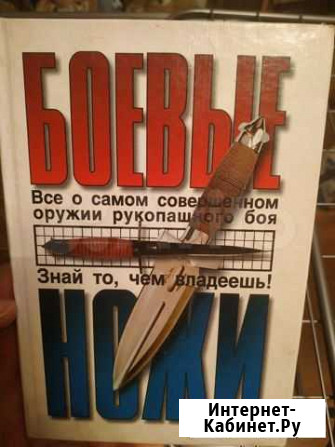 БОЕВЫЕ
Все о самом совершенном
оружии рукопашного боя
Знай то, чем владеешь!
НОЖИ
Интернет-
Кабинет.Ру